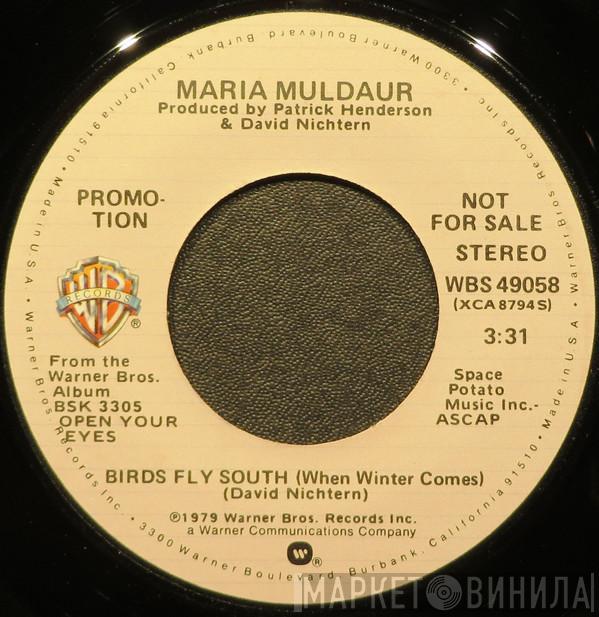 MARIA MULDAUR
Produced by Patrick Henderson
& David Nichtern
PROMO-
TION
NOT
FOR SALE
STEREO
WBS 49058
(XCA 8794 S)
3:31
WB
RECORDS
®
From the
Warner Bros.
Album
BSK 3305
OPEN YOUR
EYES
Space
Potato
Music Inc.-
ASCAP
BIRDS FLY SOUTH (When Winter Comes)
(David Nichtern)
℗1979 Warner Bros. Records Inc.
a Warner Communications Company
W®
Warner Bros. Records Inc. • 3300 Warner Boulevard, Burbank, California 91510 • Made in U.S.A. • Warner Bros. Records Inc. • 3300 Warner Boulevard, Burbank, California 91510 • Made in U.S.A. •
МАРКЕТ ВИНИЛА